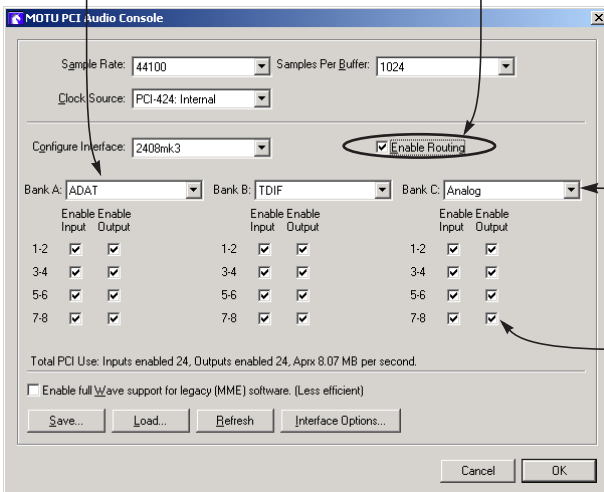 MOTU PCI Audio Console
Sample Rate: 44100 Samples Per Buffer: 1024
Clock Source: PCI-424: Internal
Configure Interface: 2408mk3 Enable Routing
Bank A: ADAT Bank B: TDIF Bank C: Analog
Enable Enable Enable Enable Enable Enable
Input Output Input Output Input Output
1-2 1-2 1-2
3-4 3-4 3-4
5-6 5-6 5-6
7-8 7-8 7-8
Total PCI Use: Inputs enabled 24, Outputs enabled 24, Aprx 8.07 MB per second.
Enable full Wave support for legacy (MME) software. (Less efficient)
Save... Load... Refresh Interface Options...
Cancel OK